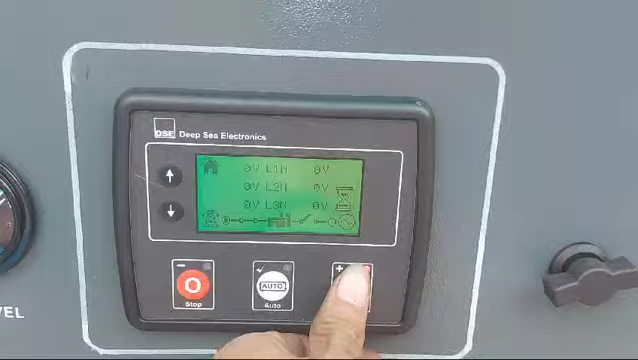 DSE Deep Sea Electronics
0V L1N 0V
0V L2N 0V
0V L3N 0V
Stop
AUTO
Auto
VEL